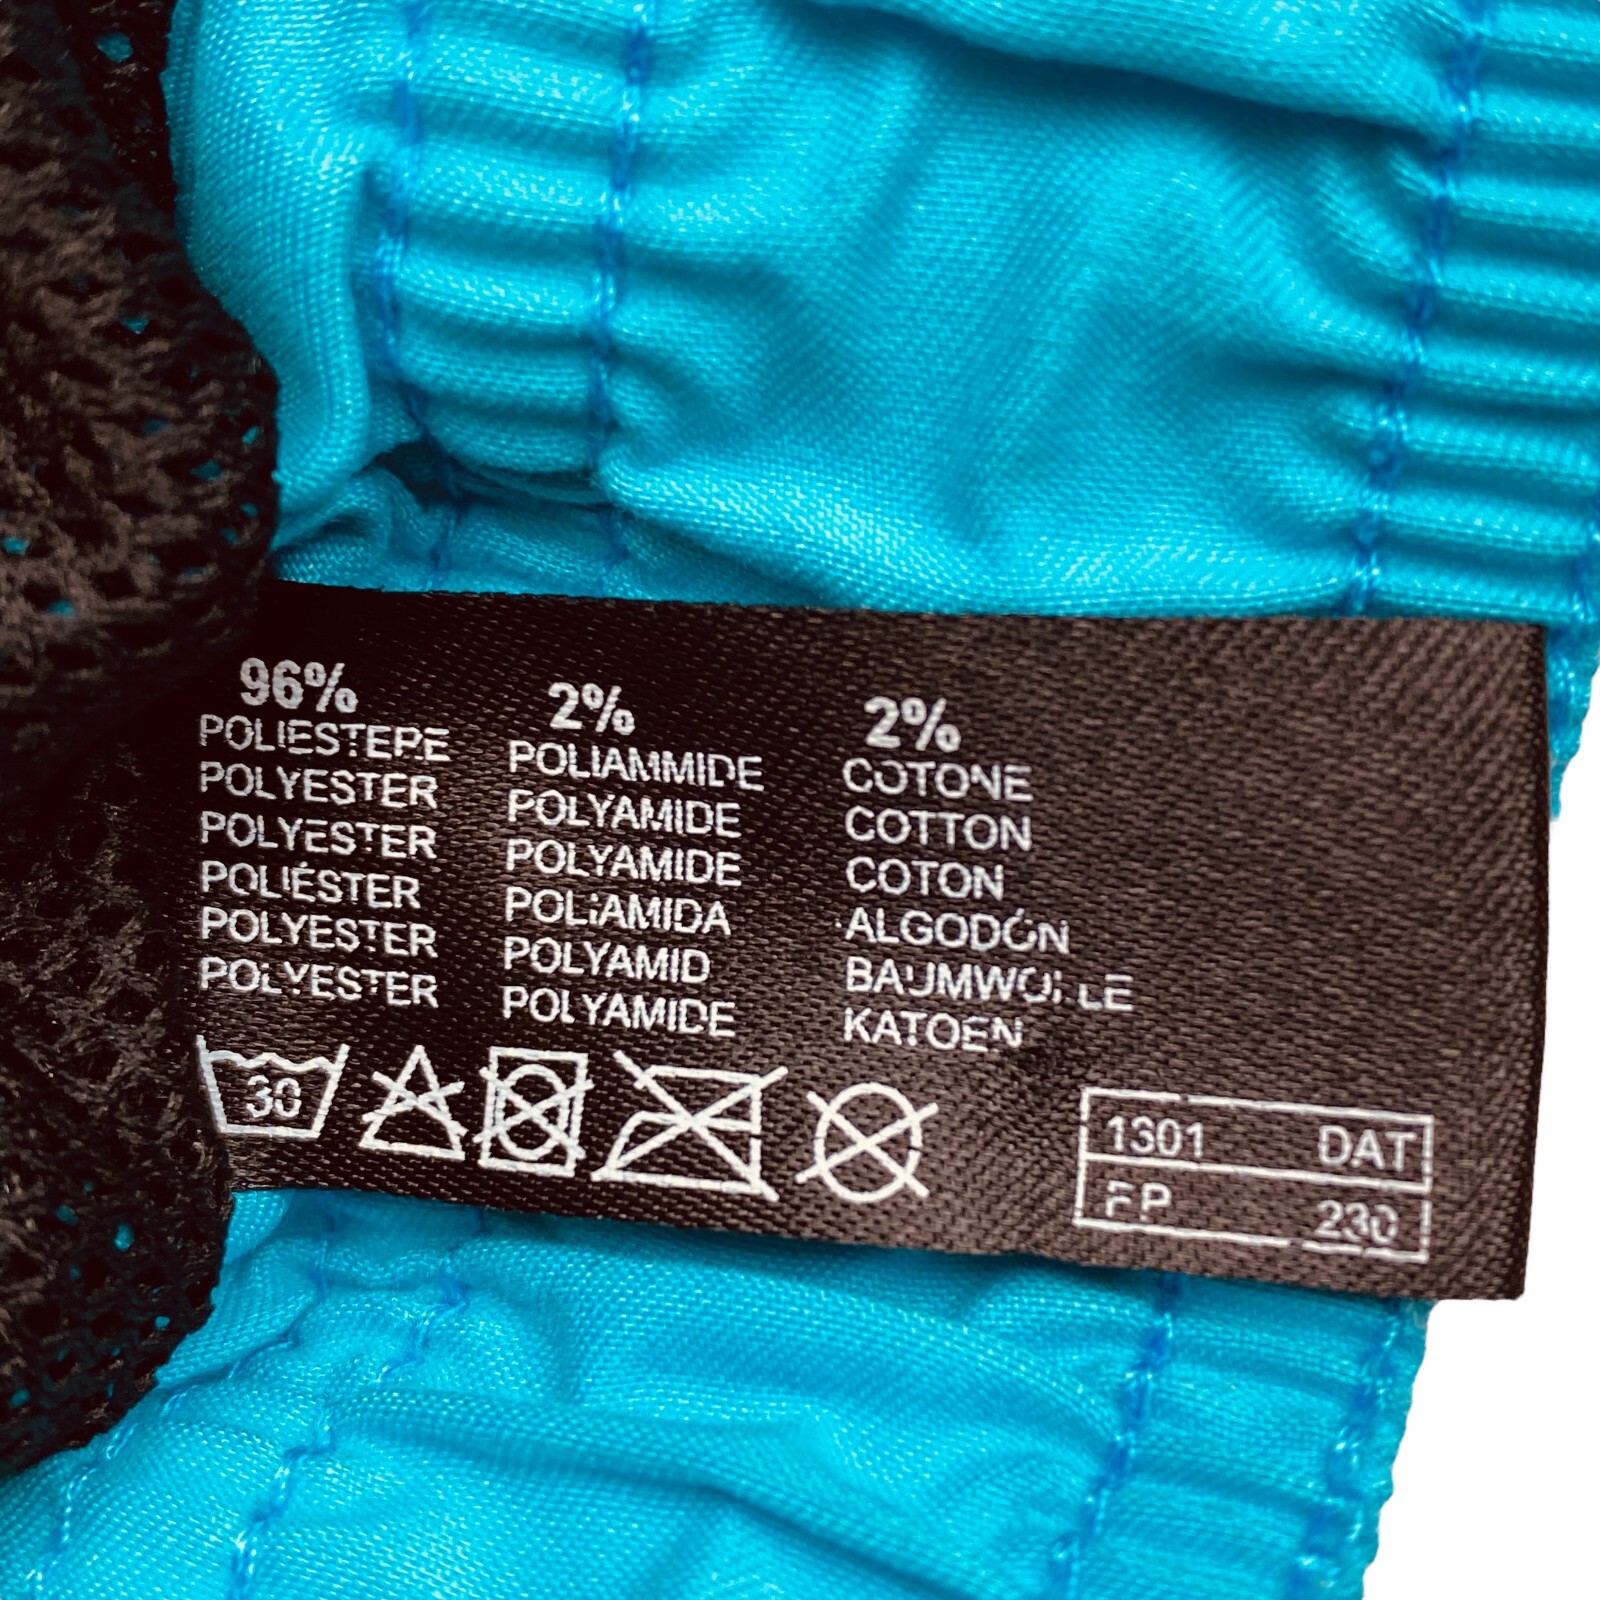 96%
POLIESTERE
POLYESTER
POLYESTER
POLIÉSTER
POLYESTER
POLYESTER
2%
POLIAMMIDE
POLYAMIDE
POLYAMIDE
POLIAMIDA
POLYAMID
POLYAMIDE
2%
COTONE
COTTON
COTON
ALGODÓN
BAUMWOLLE
KATOEN
30
1301 DAT
FP 230